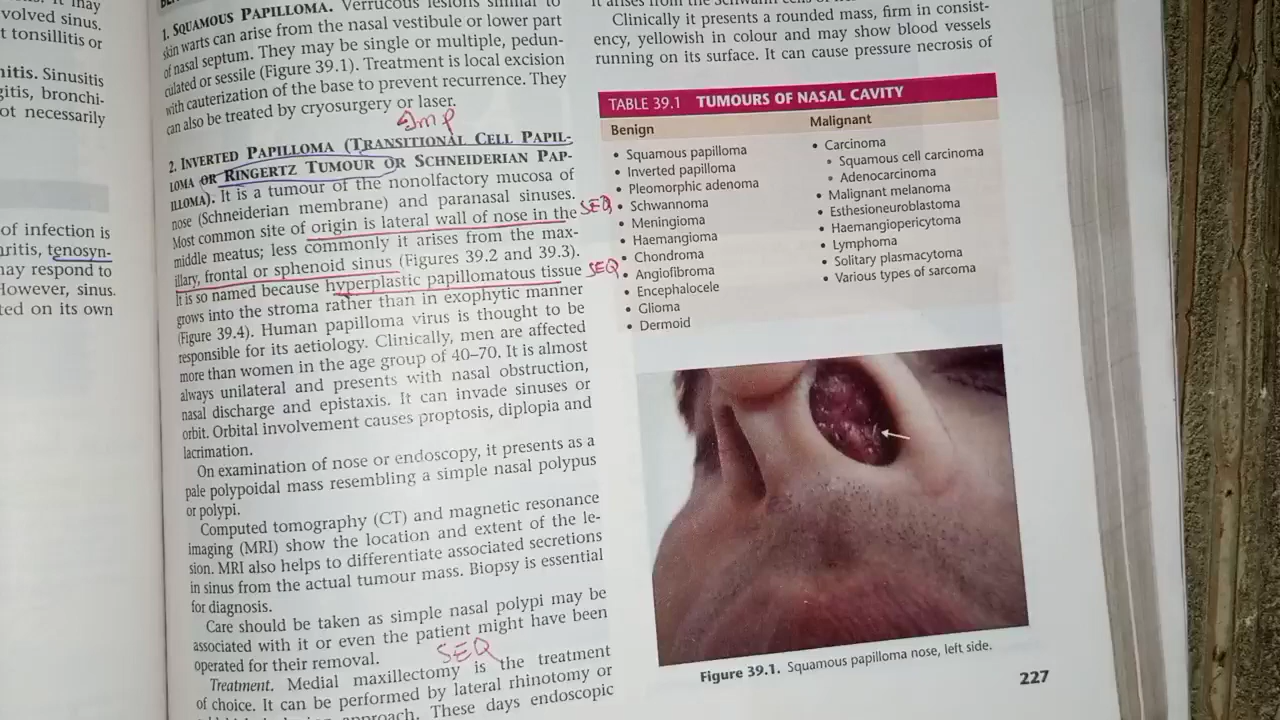 may
volved sinus.
t tonsillitis or
nitis. Sinusitis
gitis, bronchi-
ot necessarily
of infection is
ritis, tenosyn-
may respond to
However, sinus.
ted on its own
1. SQUAMOUS PAPILLOMA. Verrucous lesions similar to
skin warts can arise from the nasal vestibule or lower part
of nasal septum. They may be single or multiple, pedun-
culated or sessile (Figure 39.1). Treatment is local excision
with cauterization of the base to prevent recurrence. They
can also be treated by cryosurgery or laser.
Imp
2. INVERTED PAPILLOMA (TRANSITIONAL CELL PAPIL-
LOMA OR RINGERTZ TUMOUR OR SCHNEIDERIAN PAP-
ILLOMA). It is a tumour of the nonolfactory mucosa of
nose (Schneiderian membrane) and paranasal sinuses.
Most common site of origin is lateral wall of nose in the SEQ
middle meatus; less commonly it arises from the max-
illary, frontal or sphenoid sinus (Figures 39.2 and 39.3).
It is so named because hyperplastic papillomatous tissue SEQ
grows into the stroma rather than in exophytic manner
(Figure 39.4). Human papilloma virus is thought to be
responsible for its aetiology. Clinically, men are affected
more than women in the age group of 40–70. It is almost
always unilateral and presents with nasal obstruction,
nasal discharge and epistaxis. It can invade sinuses or
orbit. Orbital involvement causes proptosis, diplopia and
lacrimation.
On examination of nose or endoscopy, it presents as a
pale polypoidal mass resembling a simple nasal polypus
or polypi.
Computed tomography (CT) and magnetic resonance
imaging (MRI) show the location and extent of the le-
sion. MRI also helps to differentiate associated secretions
in sinus from the actual tumour mass. Biopsy is essential
for diagnosis.
Care should be taken as simple nasal polypi may be
associated with it or even the patient might have been
operated for their removal.
SEQ
Treatment. Medial maxillectomy is the treatment
of choice. It can be performed by lateral rhinotomy or
approach. These days endoscopic
it arises from the Schwann
Clinically it presents a rounded mass, firm in consist-
ency, yellowish in colour and may show blood vessels
running on its surface. It can cause pressure necrosis of
TABLE 39.1 TUMOURS OF NASAL CAVITY
Benign
• Squamous papilloma
• Inverted papilloma
• Pleomorphic adenoma
• Schwannoma
• Meningioma
• Haemangioma
• Chondroma
• Angiofibroma
• Encephalocele
• Glioma
• Dermoid
Malignant
• Carcinoma
• Squamous cell carcinoma
• Adenocarcinoma
• Malignant melanoma
• Esthesioneuroblastoma
• Haemangiopericytoma
• Lymphoma
• Solitary plasmacytoma
• Various types of sarcoma
Figure 39.1. Squamous papilloma nose, left side.
227